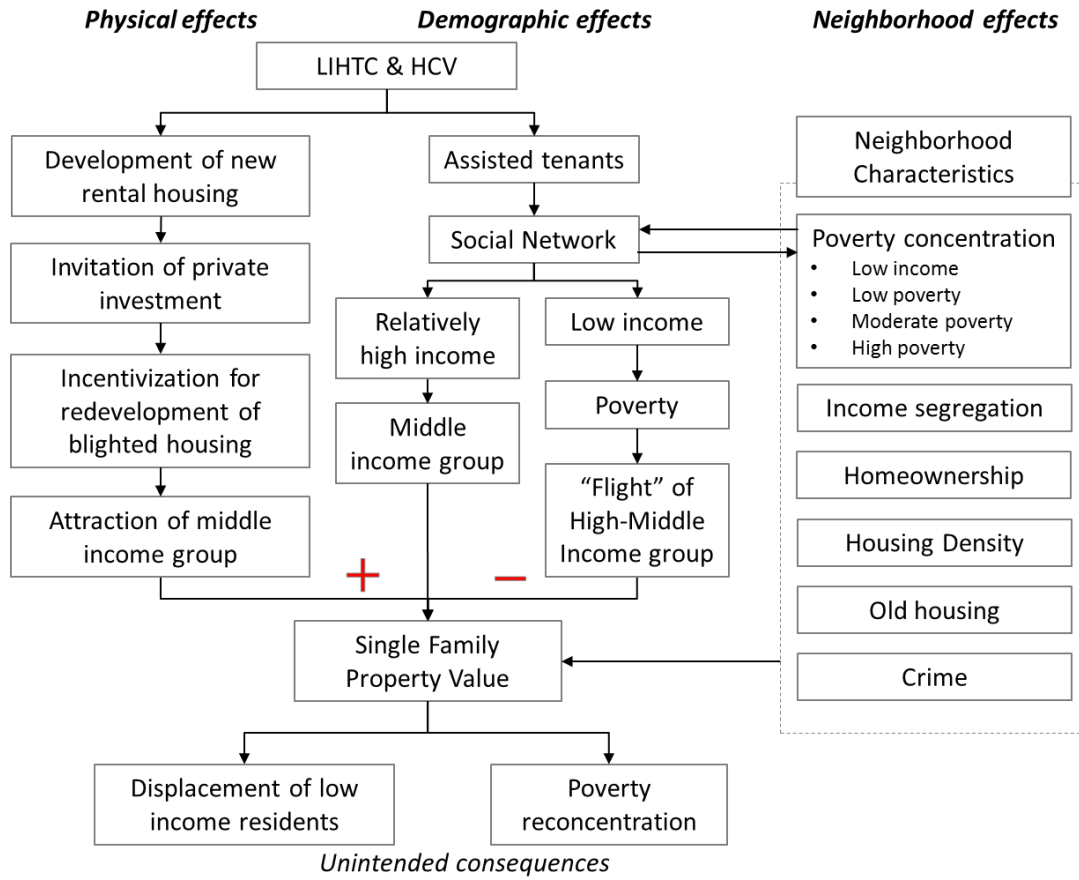 Physical effects
Demographic effects
Neighborhood effects
LIHTC & HCV
Development of new
rental housing
Invitation of private
investment
Incentivization for
redevelopment of
blighted housing
Attraction of middle
income group
Assisted tenants
Social Network
Relatively
high income
Middle
income group
Low income
Poverty
“Flight” of
High-Middle
Income group
+
−
Single Family
Property Value
Displacement of low
income residents
Poverty
reconcentration
Unintended consequences
Neighborhood
Characteristics
Poverty concentration
• Low income
• Low poverty
• Moderate poverty
• High poverty
Income segregation
Homeownership
Housing Density
Old housing
Crime